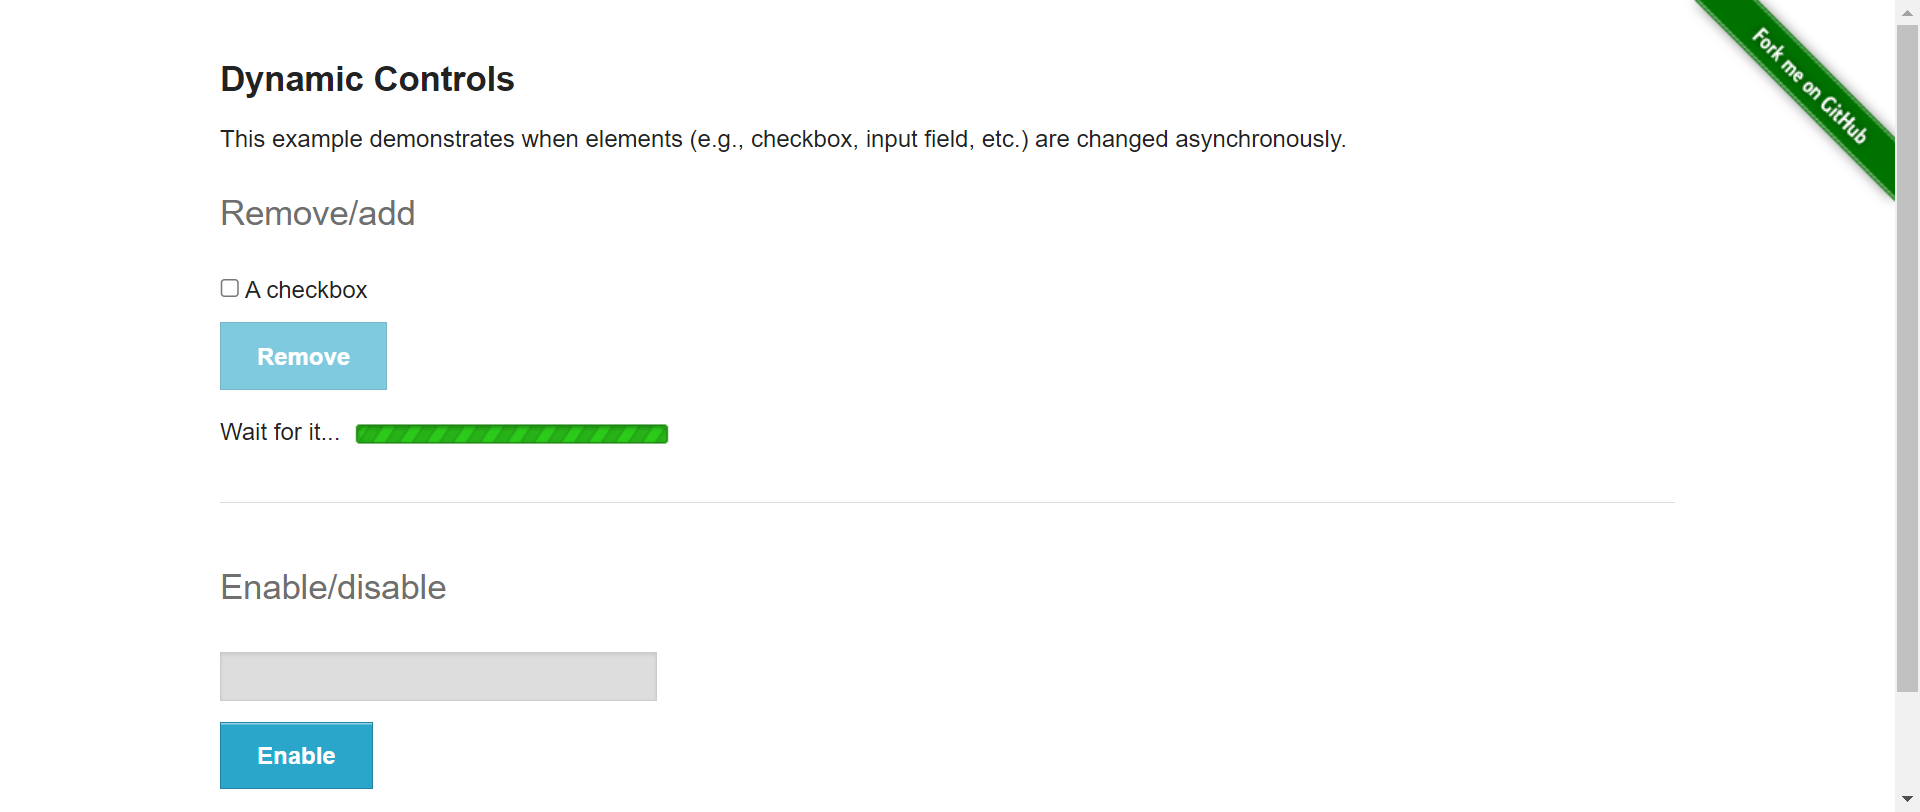 Fork me on GitHub
Dynamic Controls
This example demonstrates when elements (e.g., checkbox, input field, etc.) are changed asynchronously.
Remove/add
A checkbox
Remove
Wait for it...
Enable/disable
Enable